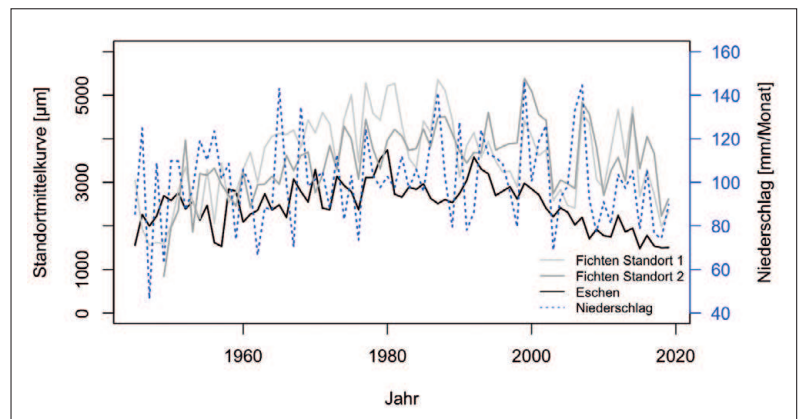 Standortmittelkurve [µm]
5000
3000
1000
0
160
140
120
100
80
60
40
Niederschlag [mm/Monat]
Fichten Standort 1
Fichten Standort 2
Eschen
Niederschlag
1960
1980
2000
2020
Jahr